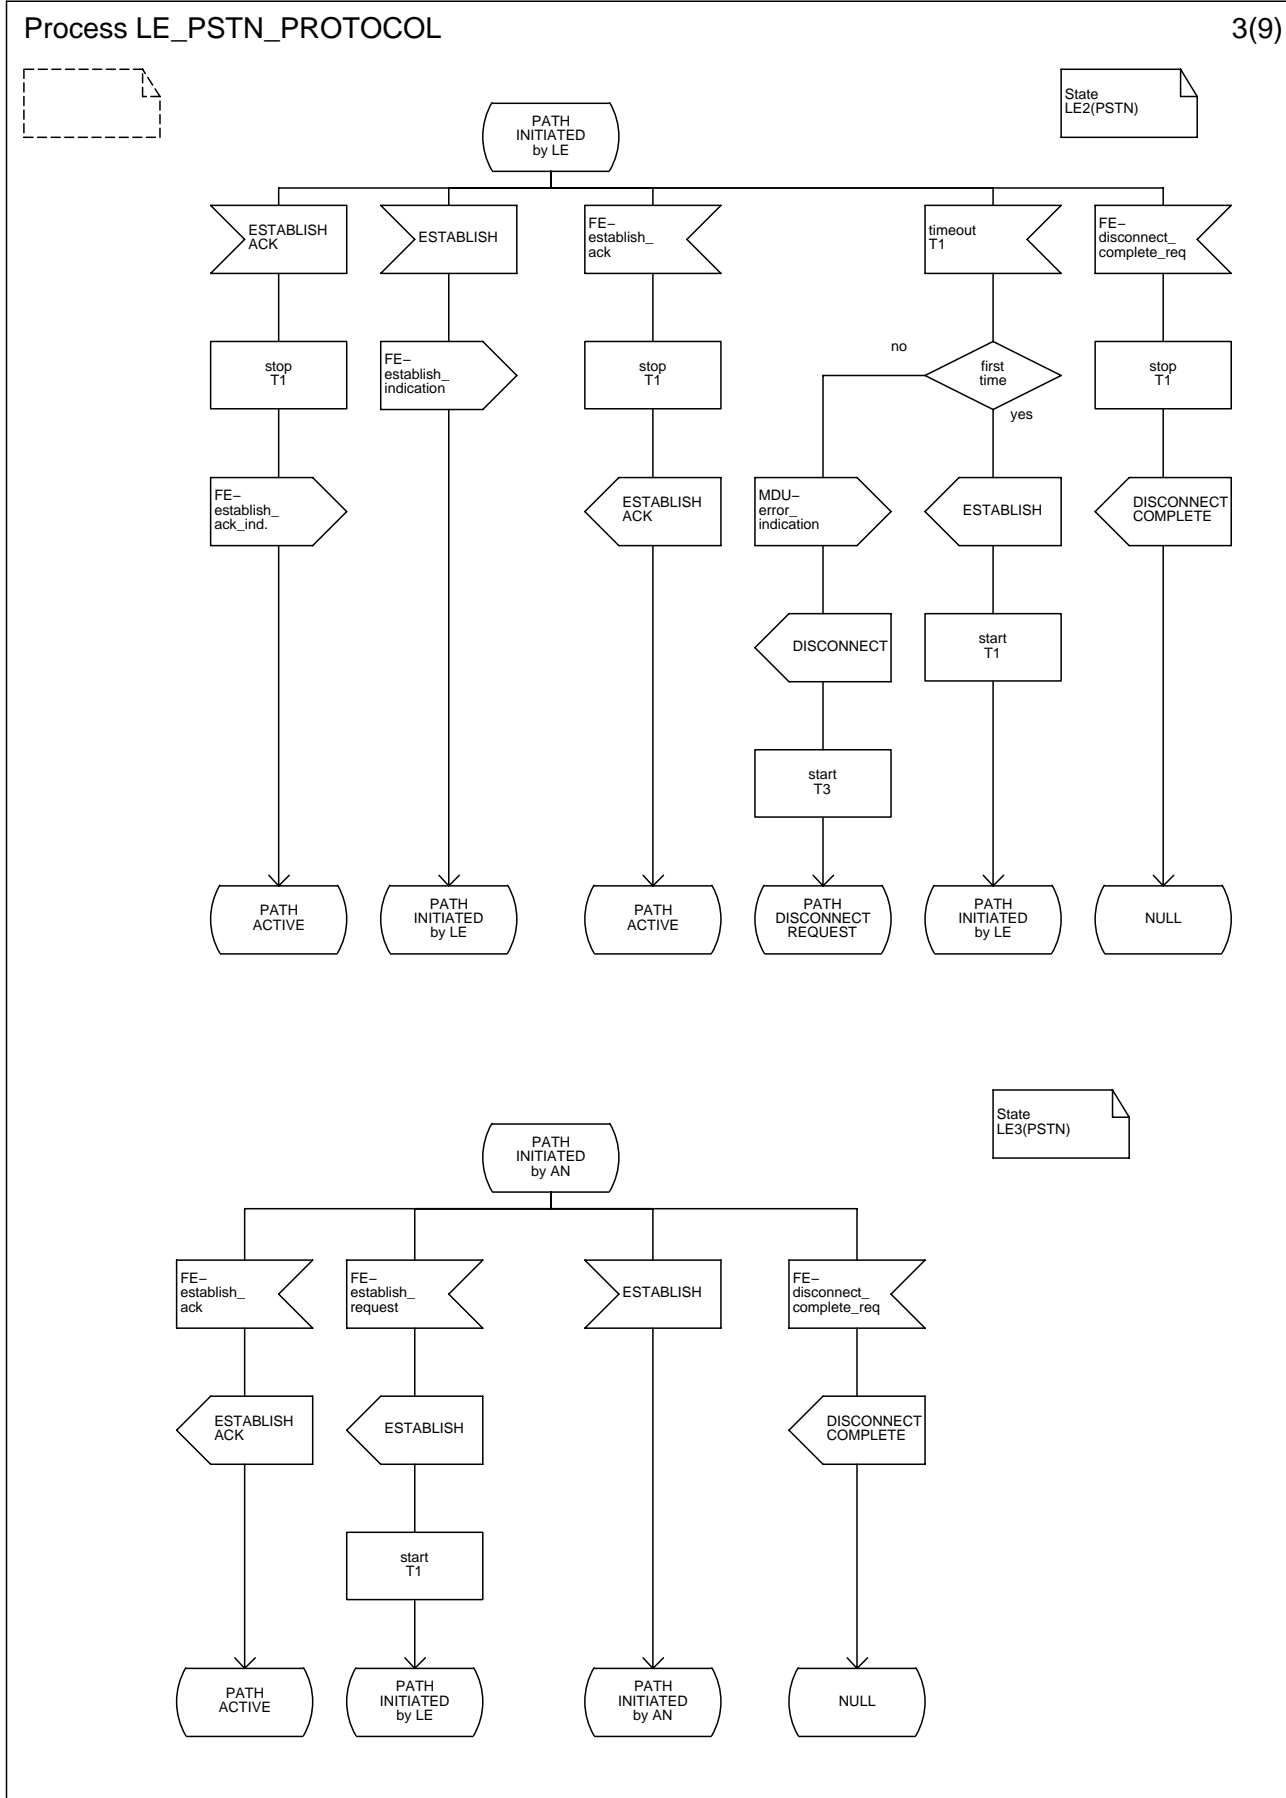 Process LE_PSTN_PROTOCOL
3(9)
State
LE2(PSTN)
PATH
INITIATED
by LE
ESTABLISH
ACK
ESTABLISH
FE–
establish_
ack
timeout
T1
FE–
disconnect_
complete_req
stop
T1
FE–
establish_
indication
stop
T1
no
first
time
yes
stop
T1
FE–
establish_
ack_ind.
ESTABLISH
ACK
MDU–
error_
indication
ESTABLISH
DISCONNECT
COMPLETE
DISCONNECT
start
T1
start
T3
PATH
ACTIVE
PATH
INITIATED
by LE
PATH
ACTIVE
PATH
DISCONNECT
REQUEST
PATH
INITIATED
by LE
NULL
State
LE3(PSTN)
PATH
INITIATED
by AN
FE–
establish_
ack
FE–
establish_
request
ESTABLISH
FE–
disconnect_
complete_req
ESTABLISH
ACK
ESTABLISH
DISCONNECT
COMPLETE
start
T1
PATH
ACTIVE
PATH
INITIATED
by LE
PATH
INITIATED
by AN
NULL